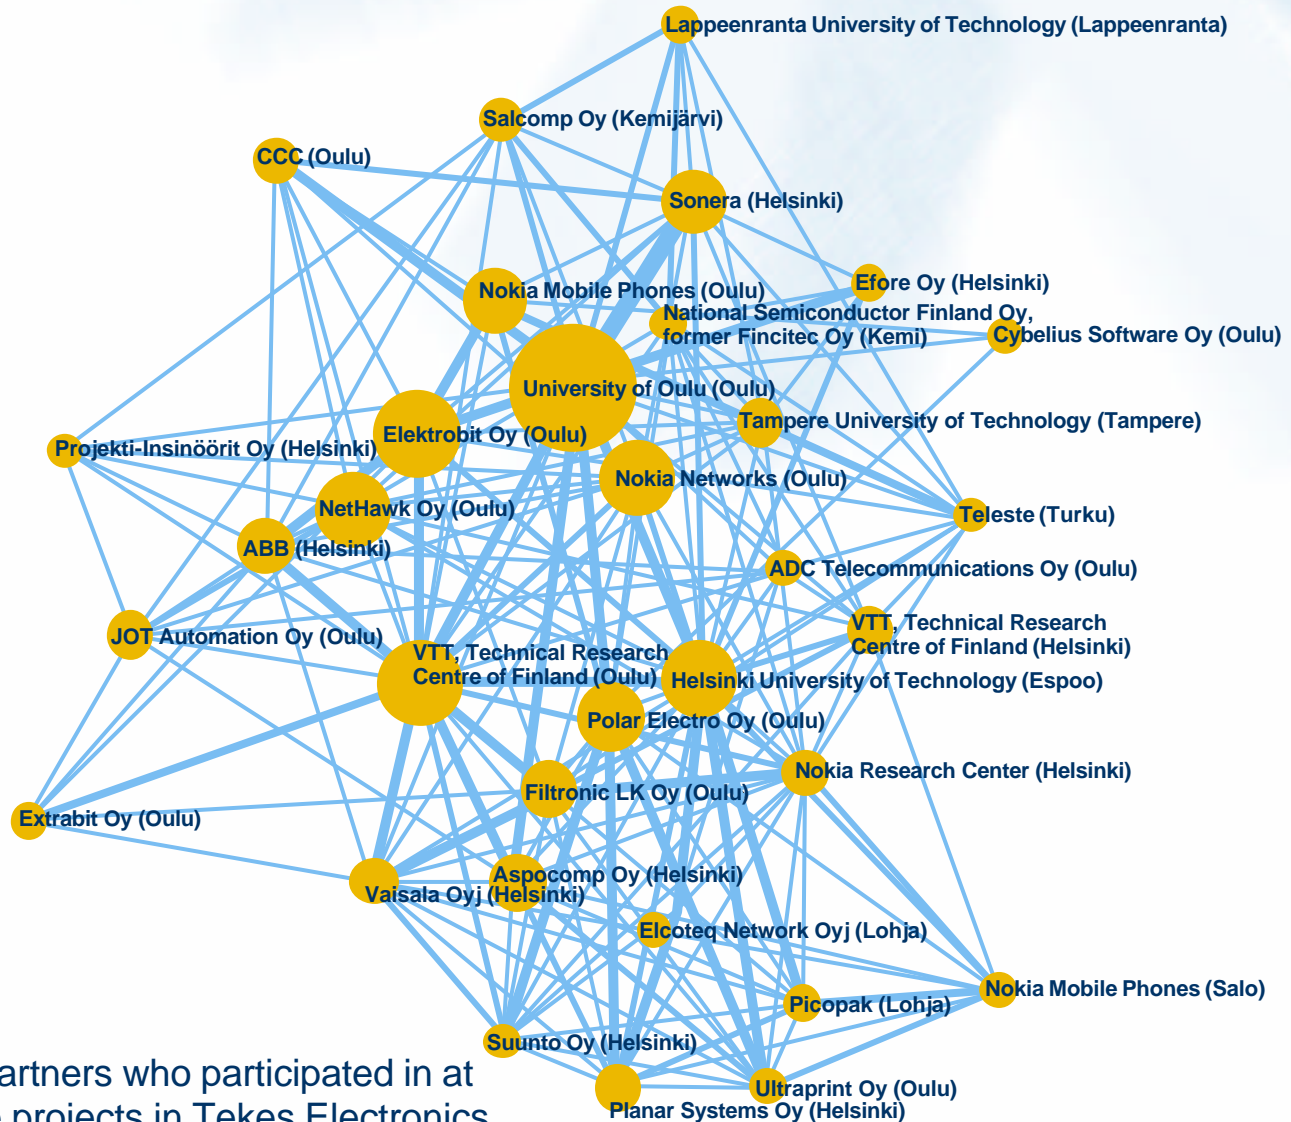 Lappeenranta University of Technology (Lappeenranta)
Salcomp Oy (Kemijärvi)
CCC (Oulu)
Sonera (Helsinki)
Efore Oy (Helsinki)
Nokia Mobile Phones (Oulu)
National Semiconductor Finland Oy,
former Fincitec Oy (Kemi)
Cybelius Software Oy (Oulu)
University of Oulu (Oulu)
Tampere University of Technology (Tampere)
Elektrobit Oy (Oulu)
Projekti-Insinöörit Oy (Helsinki)
Nokia Networks (Oulu)
NetHawk Oy (Oulu)
Teleste (Turku)
ABB (Helsinki)
ADC Telecommunications Oy (Oulu)
JOT Automation Oy (Oulu)
VTT, Technical Research
Centre of Finland (Helsinki)
VTT, Technical Research
Centre of Finland (Oulu)
Helsinki University of Technology (Espoo)
Polar Electro Oy (Oulu)
Nokia Research Center (Helsinki)
Filtronic LK Oy (Oulu)
Extrabit Oy (Oulu)
Aspocomp Oy (Helsinki)
Vaisala Oyj (Helsinki)
Elcoteq Network Oyj (Lohja)
Nokia Mobile Phones (Salo)
Picopak (Lohja)
Suunto Oy (Helsinki)
Ultraprint Oy (Oulu)
Planar Systems Oy (Helsinki)
artners who participated in at
projects in Tekes Electronics